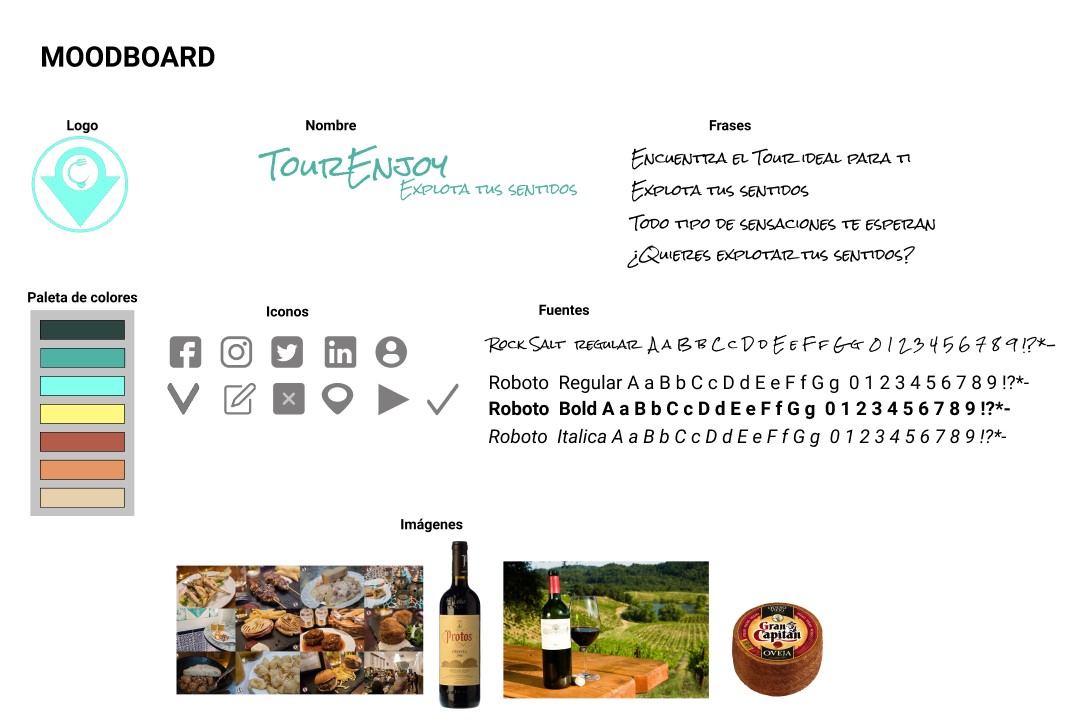 MOODBOARD
Logo
Nombre
Frases
TourEnjoy
Explota tus sentidos
Encuentra el Tour ideal para ti
Explota tus sentidos
Todo tipo de sensaciones te esperan
¿Quieres explotar tus sentidos?
Paleta de colores
Iconos
Fuentes
Rock Salt regular A a B b C c D d E e F f G g 0 1 2 3 4 5 6 7 8 9 !?*-
Roboto Regular A a B b C c D d E e F f G g 0 1 2 3 4 5 6 7 8 9 !?*-
Roboto Bold A a B b C c D d E e F f G g 0 1 2 3 4 5 6 7 8 9 !?*-
Roboto Italica A a B b C c D d E e F f G g 0 1 2 3 4 5 6 7 8 9 !?*-
Imágenes
Protos
Gran
Capitán
OVEJA